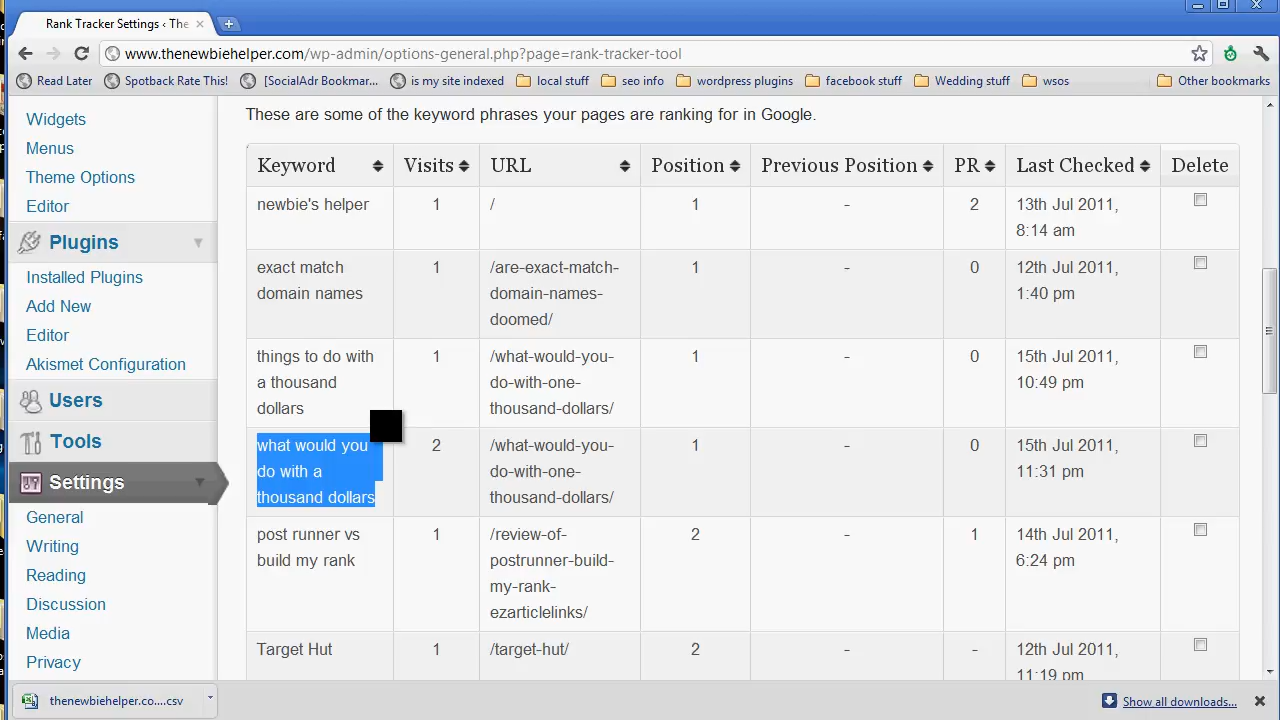 Rank Tracker Settings ‹ The
www.thenewbiehelper.com/wp-admin/options-general.php?page=rank-tracker-tool
Read Later
Spotback Rate This!
[SocialAdr Bookmar...
is my site indexed
local stuff
seo info
wordpress plugins
facebook stuff
Wedding stuff
wsos
Other bookmarks
Widgets
Menus
Theme Options
Editor
Plugins
Installed Plugins
Add New
Editor
Akismet Configuration
Users
Tools
Settings
General
Writing
Reading
Discussion
Media
Privacy
These are some of the keyword phrases your pages are ranking for in Google.
Keyword Visits URL Position Previous Position PR Last Checked Delete
newbie's helper 1 / 1 - 2 13th Jul 2011,
8:14 am
exact match 1 /are-exact-match- 1 - 0 12th Jul 2011,
domain names domain-names- 1:40 pm
doomed/
things to do with 1 /what-would-you- 1 - 0 15th Jul 2011,
a thousand do-with-one- 10:49 pm
dollars thousand-dollars/
what would you 2 /what-would-you- 1 - 0 15th Jul 2011,
do with a do-with-one- 11:31 pm
thousand dollars thousand-dollars/
post runner vs 1 /review-of- 2 - 1 14th Jul 2011,
build my rank postrunner-build- 6:24 pm
my-rank-
ezarticlelinks/
Target Hut 1 /target-hut/ 2 - - 12th Jul 2011,
11:19 pm
thenewbiehelper.co....csv
Show all downloads...